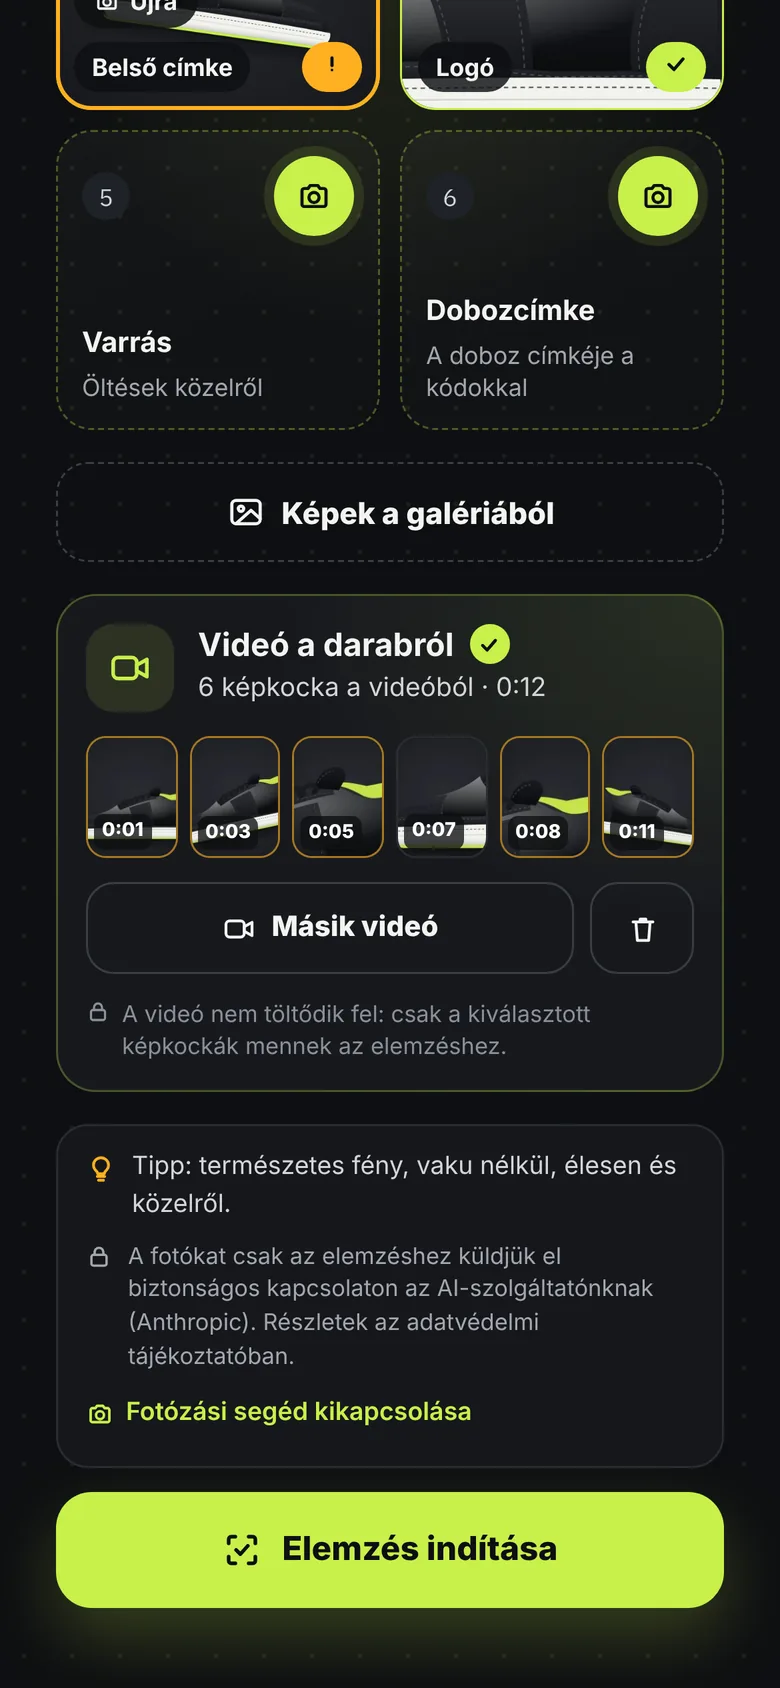 Újra
Belső címke
!
Logó
5
6
Varrás
Öltések közelről
Dobozcímke
A doboz címkéje a
kódokkal
Képek a galériából
Videó a darabról
6 képkocka a videóból · 0:12
0:01
0:03
0:05
0:07
0:08
0:11
Másik videó
A videó nem töltődik fel: csak a kiválasztott
képkockák mennek az elemzéshez.
Tipp: természetes fény, vaku nélkül, élesen és
közelről.
A fotókat csak az elemzéshez küldjük el
biztonságos kapcsolaton az AI-szolgáltatónknak
(Anthropic). Részletek az adatvédelmi
tájékoztatóban.
Fotózási segéd kikapcsolása
Elemzés indítása